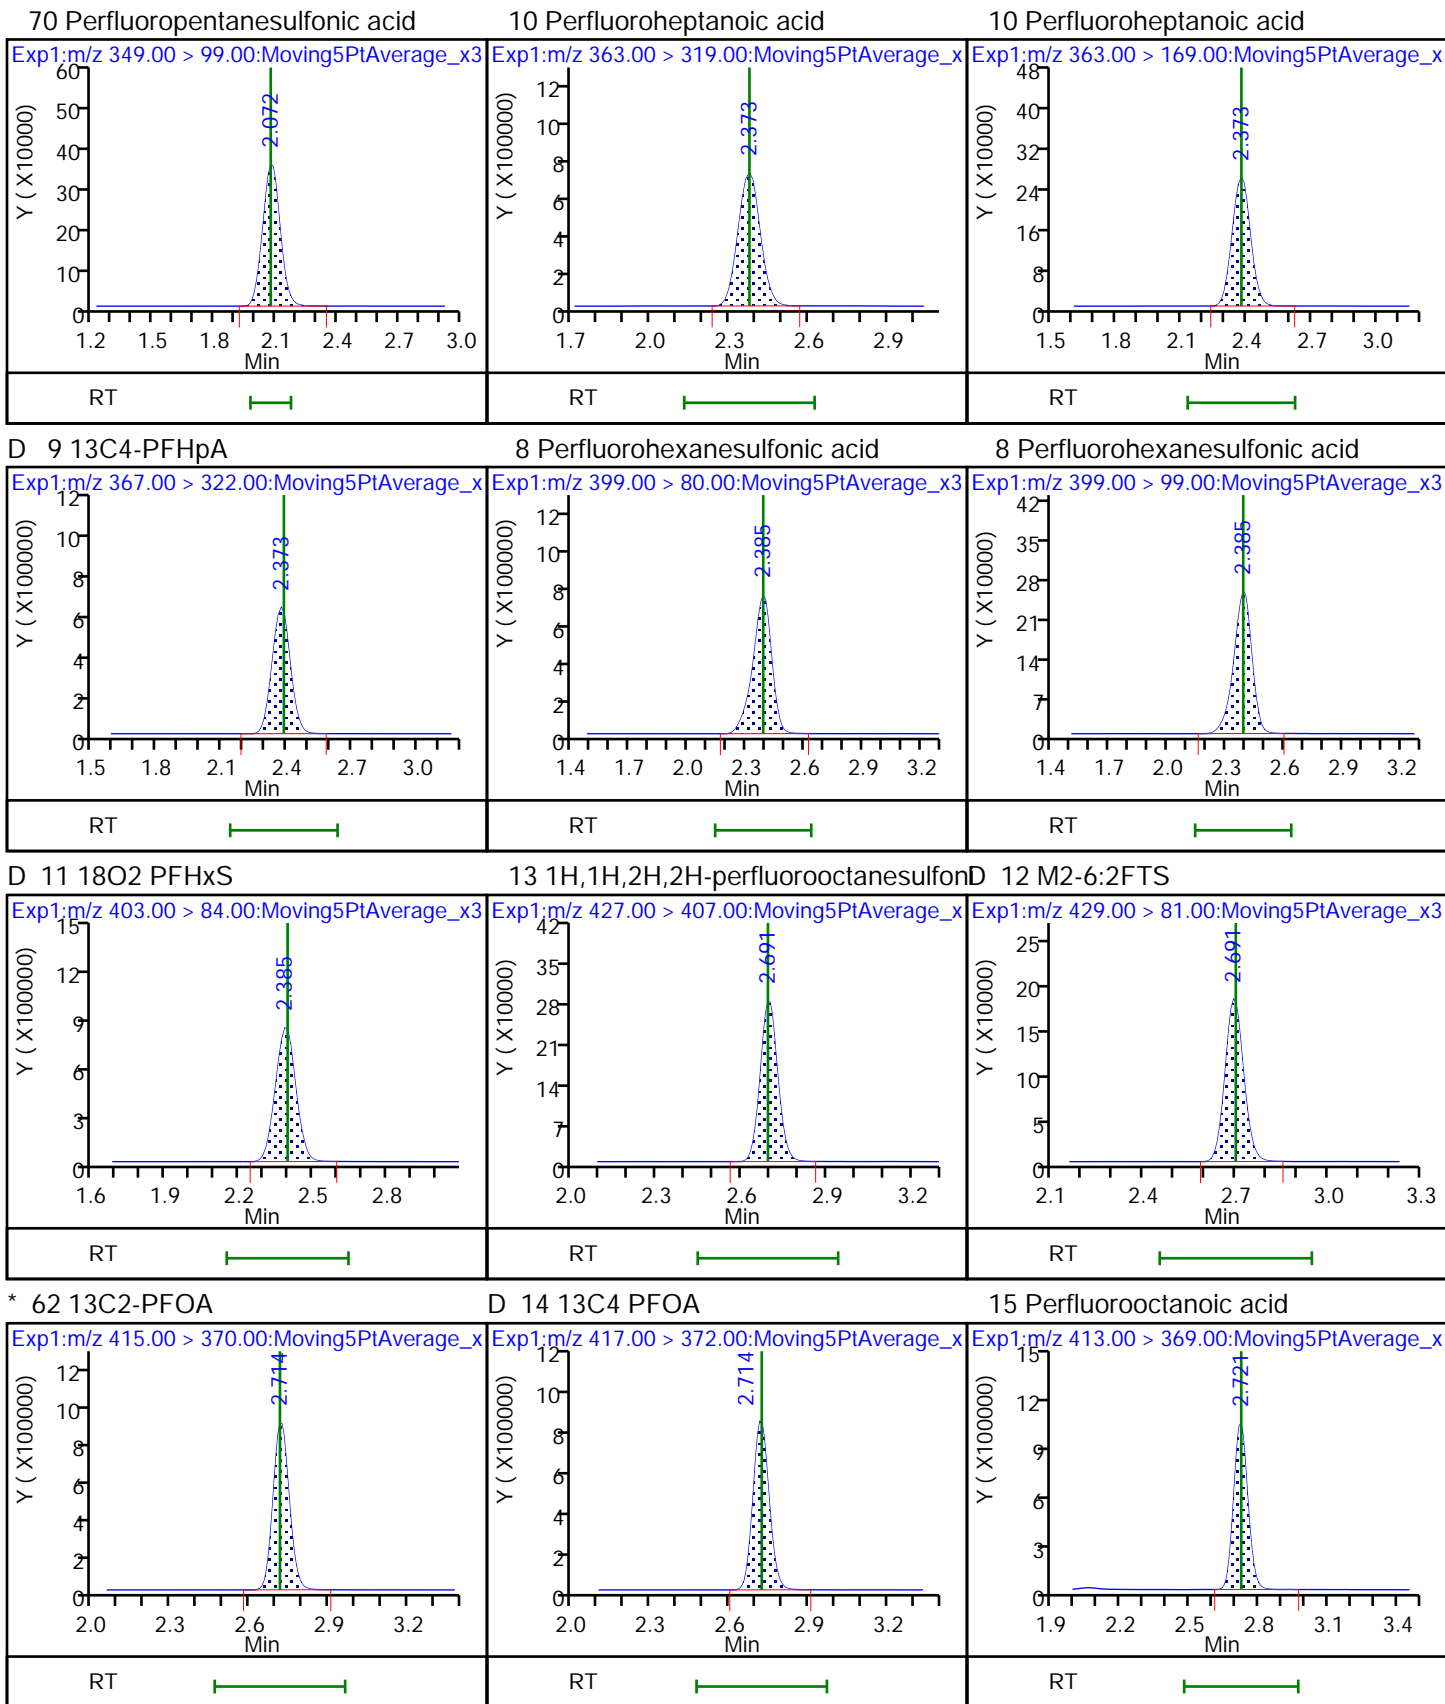 70 Perfluoropentanesulfonic acid
Exp1:m/z 349.00 > 99.00:Moving5PtAverage_x3
Y ( X10000)
60
50
40
30
20
10
0
2.072
1.2 1.5 1.8 2.1 2.4 2.7 3.0
Min
RT
10 Perfluoroheptanoic acid
Exp1:m/z 363.00 > 319.00:Moving5PtAverage_x
Y ( X100000)
12
10
8
6
4
2
0
2.373
1.7 2.0 2.3 2.6 2.9
Min
RT
10 Perfluoroheptanoic acid
Exp1:m/z 363.00 > 169.00:Moving5PtAverage_x
Y ( X10000)
48
40
32
24
16
8
0
2.373
1.5 1.8 2.1 2.4 2.7 3.0
Min
RT
D 9 13C4-PFHpA
Exp1:m/z 367.00 > 322.00:Moving5PtAverage_x
Y ( X100000)
12
10
8
6
4
2
0
2.373
1.5 1.8 2.1 2.4 2.7 3.0
Min
RT
8 Perfluorohexanesulfonic acid
Exp1:m/z 399.00 > 80.00:Moving5PtAverage_x3
Y ( X100000)
12
10
8
6
4
2
0
2.385
1.4 1.7 2.0 2.3 2.6 2.9 3.2
Min
RT
8 Perfluorohexanesulfonic acid
Exp1:m/z 399.00 > 99.00:Moving5PtAverage_x3
Y ( X10000)
42
35
28
21
14
7
0
2.385
1.4 1.7 2.0 2.3 2.6 2.9 3.2
Min
RT
D 11 18O2 PFHxS
Exp1:m/z 403.00 > 84.00:Moving5PtAverage_x3
Y ( X100000)
15
12
9
6
3
0
2.385
1.6 1.9 2.2 2.5 2.8
Min
RT
13 1H,1H,2H,2H-perfluorooctanesulfoni
Exp1:m/z 427.00 > 407.00:Moving5PtAverage_x
Y ( X10000)
42
35
28
21
14
7
0
2.691
2.0 2.3 2.6 2.9 3.2
Min
RT
D 12 M2-6:2FTS
Exp1:m/z 429.00 > 81.00:Moving5PtAverage_x3
Y ( X10000)
25
20
15
10
5
0
2.691
2.1 2.4 2.7 3.0 3.3
Min
RT
* 62 13C2-PFOA
Exp1:m/z 415.00 > 370.00:Moving5PtAverage_x
Y ( X100000)
12
10
8
6
4
2
0
2.714
2.0 2.3 2.6 2.9 3.2
Min
RT
D 14 13C4 PFOA
Exp1:m/z 417.00 > 372.00:Moving5PtAverage_x
Y ( X100000)
12
10
8
6
4
2
0
2.714
2.0 2.3 2.6 2.9 3.2
Min
RT
15 Perfluorooctanoic acid
Exp1:m/z 413.00 > 369.00:Moving5PtAverage_x
Y ( X100000)
15
12
9
6
3
0
2.721
1.9 2.2 2.5 2.8 3.1 3.4
Min
RT